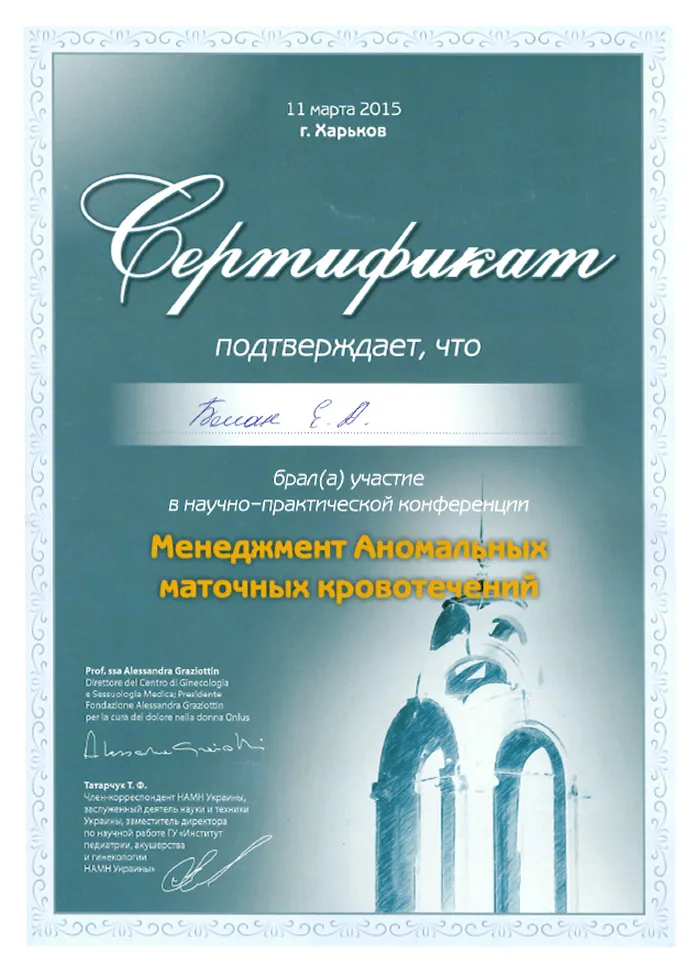 11 марта 2015
г. Харьков
Сертификат
подтверждает, что
Е. А.
брал(а) участие
в научно-практической конференции
Менеджмент Аномальных
маточных кровотечений
Prof. ssa Alessandra Graziottin
Direttore del Centro di Ginecologia
e Sessuologia Medica; Presidente
Fondazione Alessandra Graziottin
per la cura del dolore nella donna Onlus
Татарчук Т. Ф.
Член-корреспондент НАМН Украины,
заслуженный деятель науки и техники
Украины, заместитель директора
по научной работе ГУ «Институт
педиатрии, акушерства
и гинекологии
НАМН Украины»